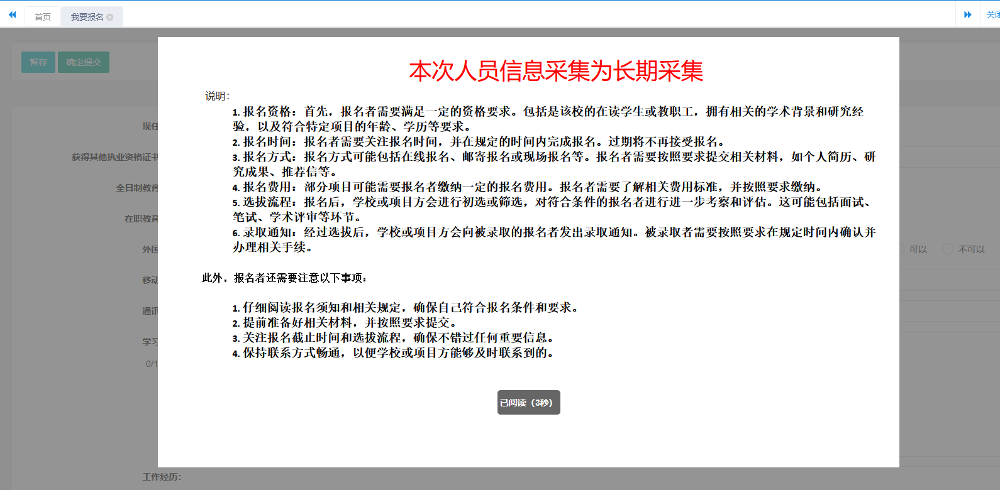 首页
我要报名
关闭
暂存
确定提交
本次人员信息采集为长期采集
说明：
1. 报名资格：首先，报名者需要满足一定的资格要求。包括是该校的在读学生或教职工，拥有相关的学术背景和研究经
验，以及符合特定项目的年龄、学历等要求。
2. 报名时间：报名者需要关注报名时间，并在规定的时间内完成报名。过期将不再接受报名。
3. 报名方式：报名方式可能包括在线报名、邮寄报名或现场报名等。报名者需要按照要求提交相关材料，如个人简历、研
究成果、推荐信等。
4. 报名费用：部分项目可能需要报名者缴纳一定的报名费用。报名者需要了解相关费用标准，并按照要求缴纳。
5. 选拔流程：报名后，学校或项目方会进行初选或筛选，对符合条件的报名者进行进一步考察和评估。这可能包括面试、
笔试、学术评审等环节。
6. 录取通知：经过选拔后，学校或项目方会向被录取的报名者发出录取通知。被录取者需要按照要求在规定时间内确认并
办理相关手续。
此外，报名者还需要注意以下事项：
1. 仔细阅读报名须知和相关规定，确保自己符合报名条件和要求。
2. 提前准备好相关材料，并按照要求提交。
3. 关注报名截止时间和选拔流程，确保不错过任何重要信息。
4. 保持联系方式畅通，以便学校或项目方能够及时联系到的。
已阅读（3秒）
现任
获得其他执业资格证书
全日制教育
在职教育
外国
可以
不可以
移动
通讯
学习
0/1
工作经历：